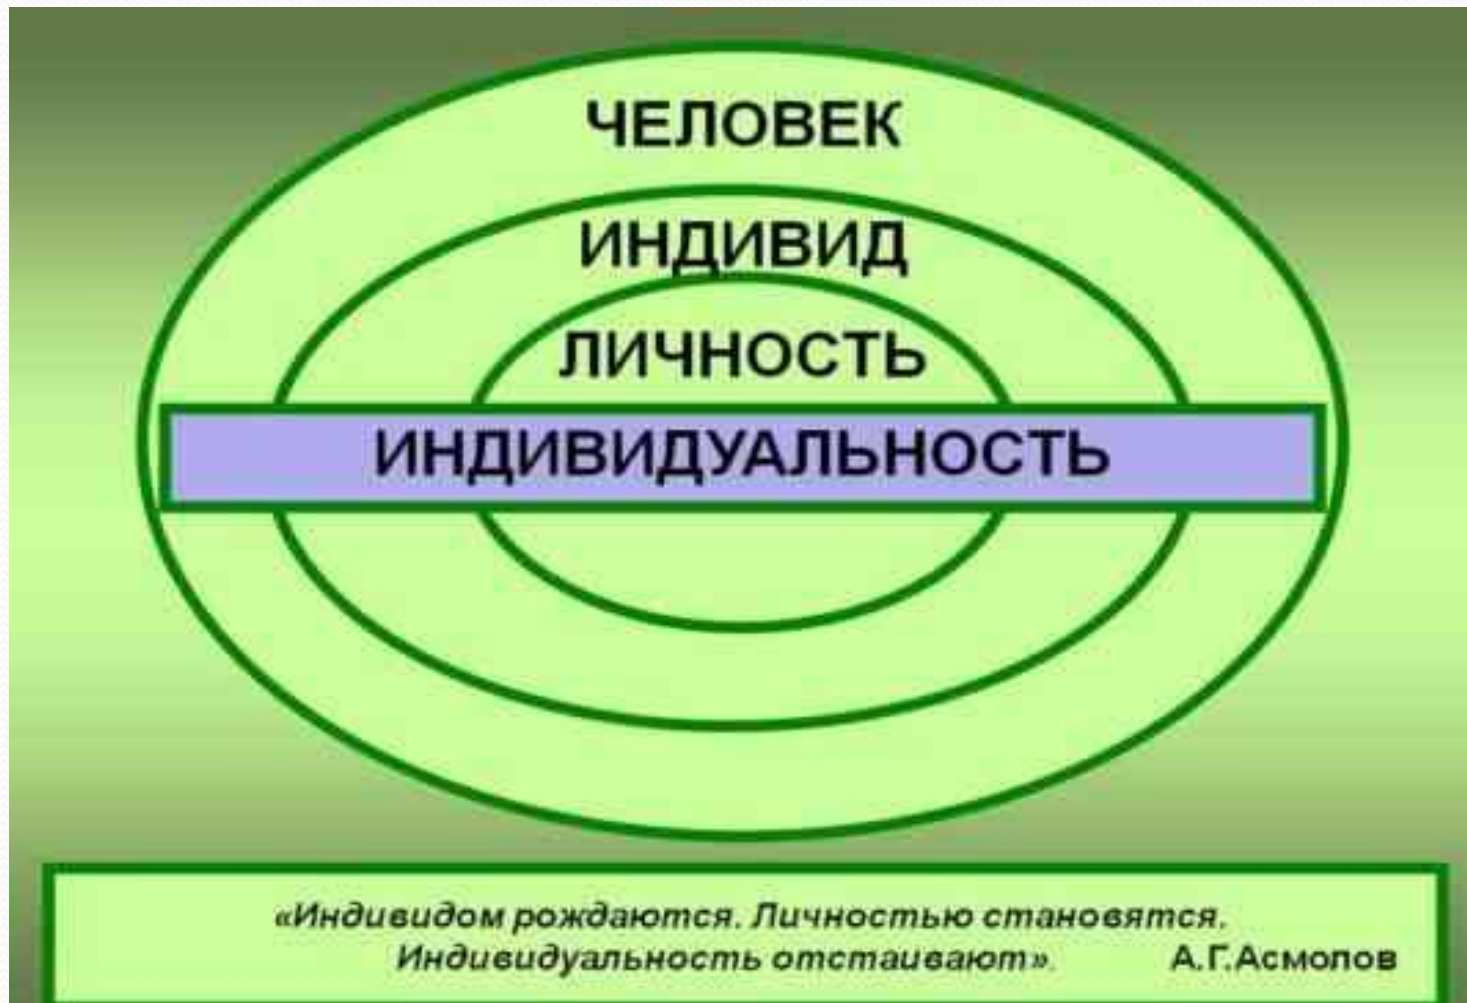 ЧЕЛОВЕК
ИНДИВИД
ЛИЧНОСТЬ
ИНДИВИДУАЛЬНОСТЬ
«Индивидом рождаются. Личностью становятся.
Индивидуальность отстаивают». А.Г.Асмолов